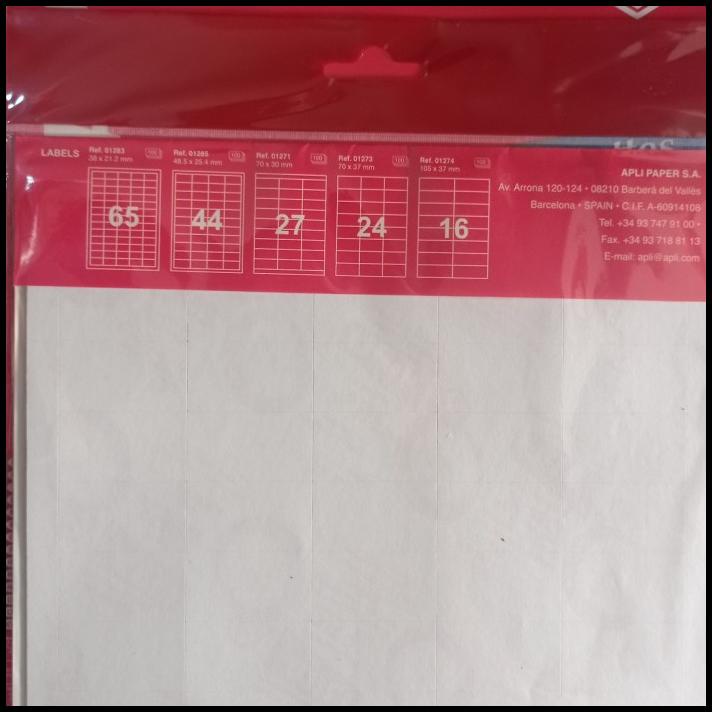 LABELS
Ref. 01283
38 x 21.2 mm
100
65
Ref. 01285
48.5 x 25.4 mm
100
44
Ref. 01271
70 x 30 mm
100
27
Ref. 01273
70 x 37 mm
100
24
Ref. 01274
105 x 37 mm
100
16
APLI PAPER S.A.
Av. Arrona 120-124 • 08210 Barberà del Vallès
Barcelona • SPAIN • C.I.F. A-60914108
Tel. +34 93 747 91 00 •
Fax. +34 93 718 81 13
E-mail: apli@apli.com